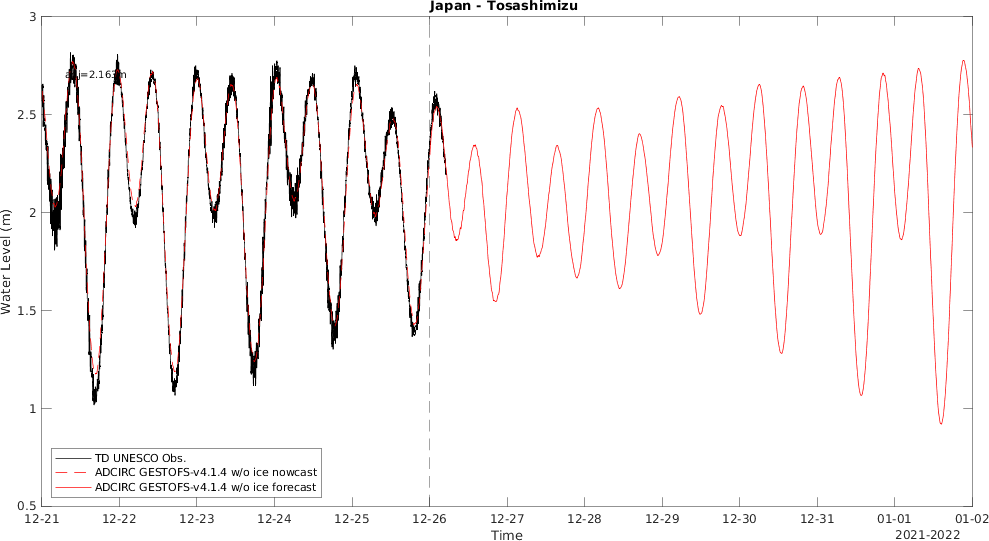 Japan - Tosashimizu
3
2.5
2
1.5
1
0.5
Water Level (m)
TD UNESCO Obs.
ADCIRC GESTOFS-v4.1.4 w/o ice nowcast
ADCIRC GESTOFS-v4.1.4 w/o ice forecast
12-21 12-22 12-23 12-24 12-25 12-26 12-27 12-28 12-29 12-30 12-31 01-01 01-02
Time
2021-2022